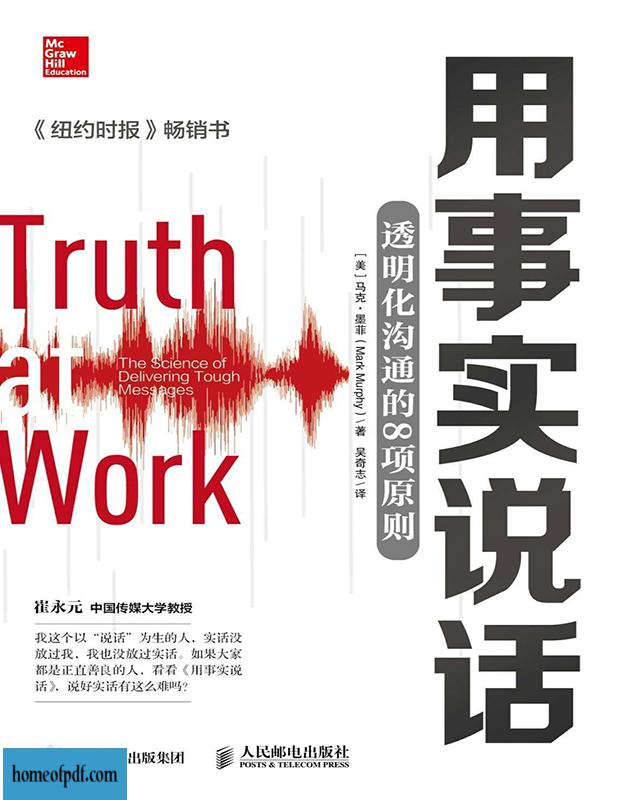 Mc
Graw
Hill
Education
《纽约时报》畅销书
用事实说话
透明化沟通的8项原则
[美]马克·墨菲(Mark Murphy)\著 吴奇志\译
Truth
at
Work
The Science of
Delivering Tough
Messages
崔永元 中国传媒大学教授
我这个以“说话”为生的人，实话没
放过我，我也没放过实话。如果大家
都是正直善良的人，看看《用事实说
话》，说好实话有这么难吗？
出版集团
人民邮电出版社
POSTS & TELECOM PRESS
homeofpdf.com